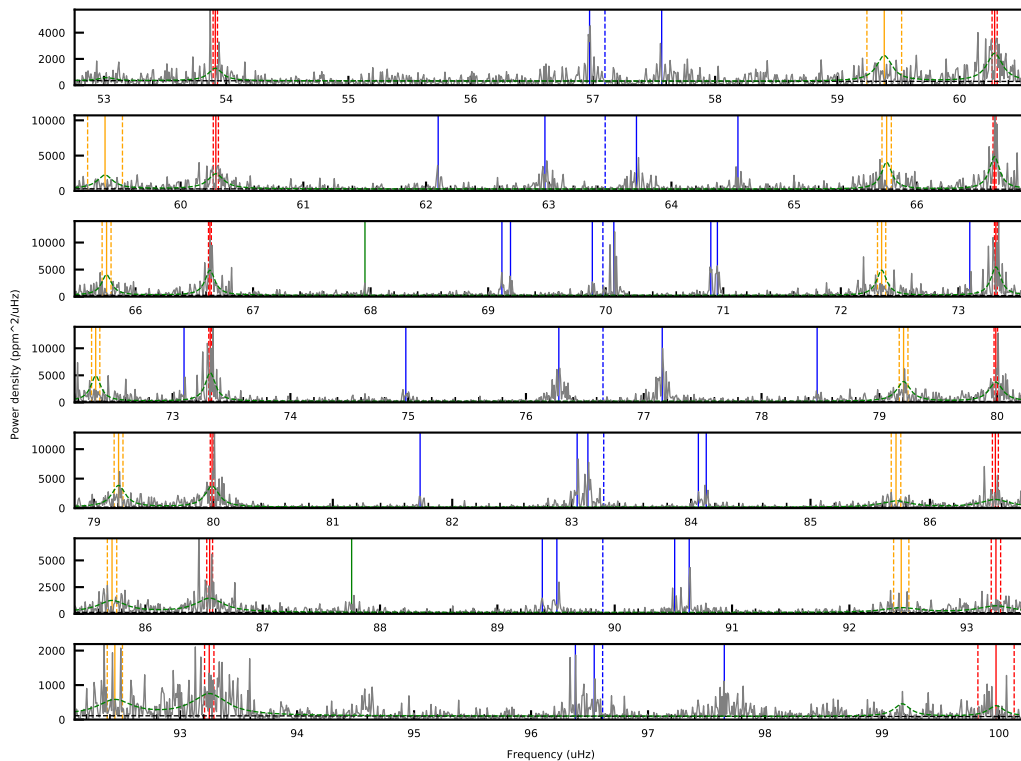 4000
2000
0
53 54 55 56 57 58 59 60
10000
5000
0
60 61 62 63 64 65 66
10000
5000
0
66 67 68 69 70 71 72 73
10000
5000
0
73 74 75 76 77 78 79 80
10000
5000
0
79 80 81 82 83 84 85 86
5000
2500
0
86 87 88 89 90 91 92 93
2000
1000
0
93 94 95 96 97 98 99 100
Power density (ppm^2/uHz)
Frequency (uHz)